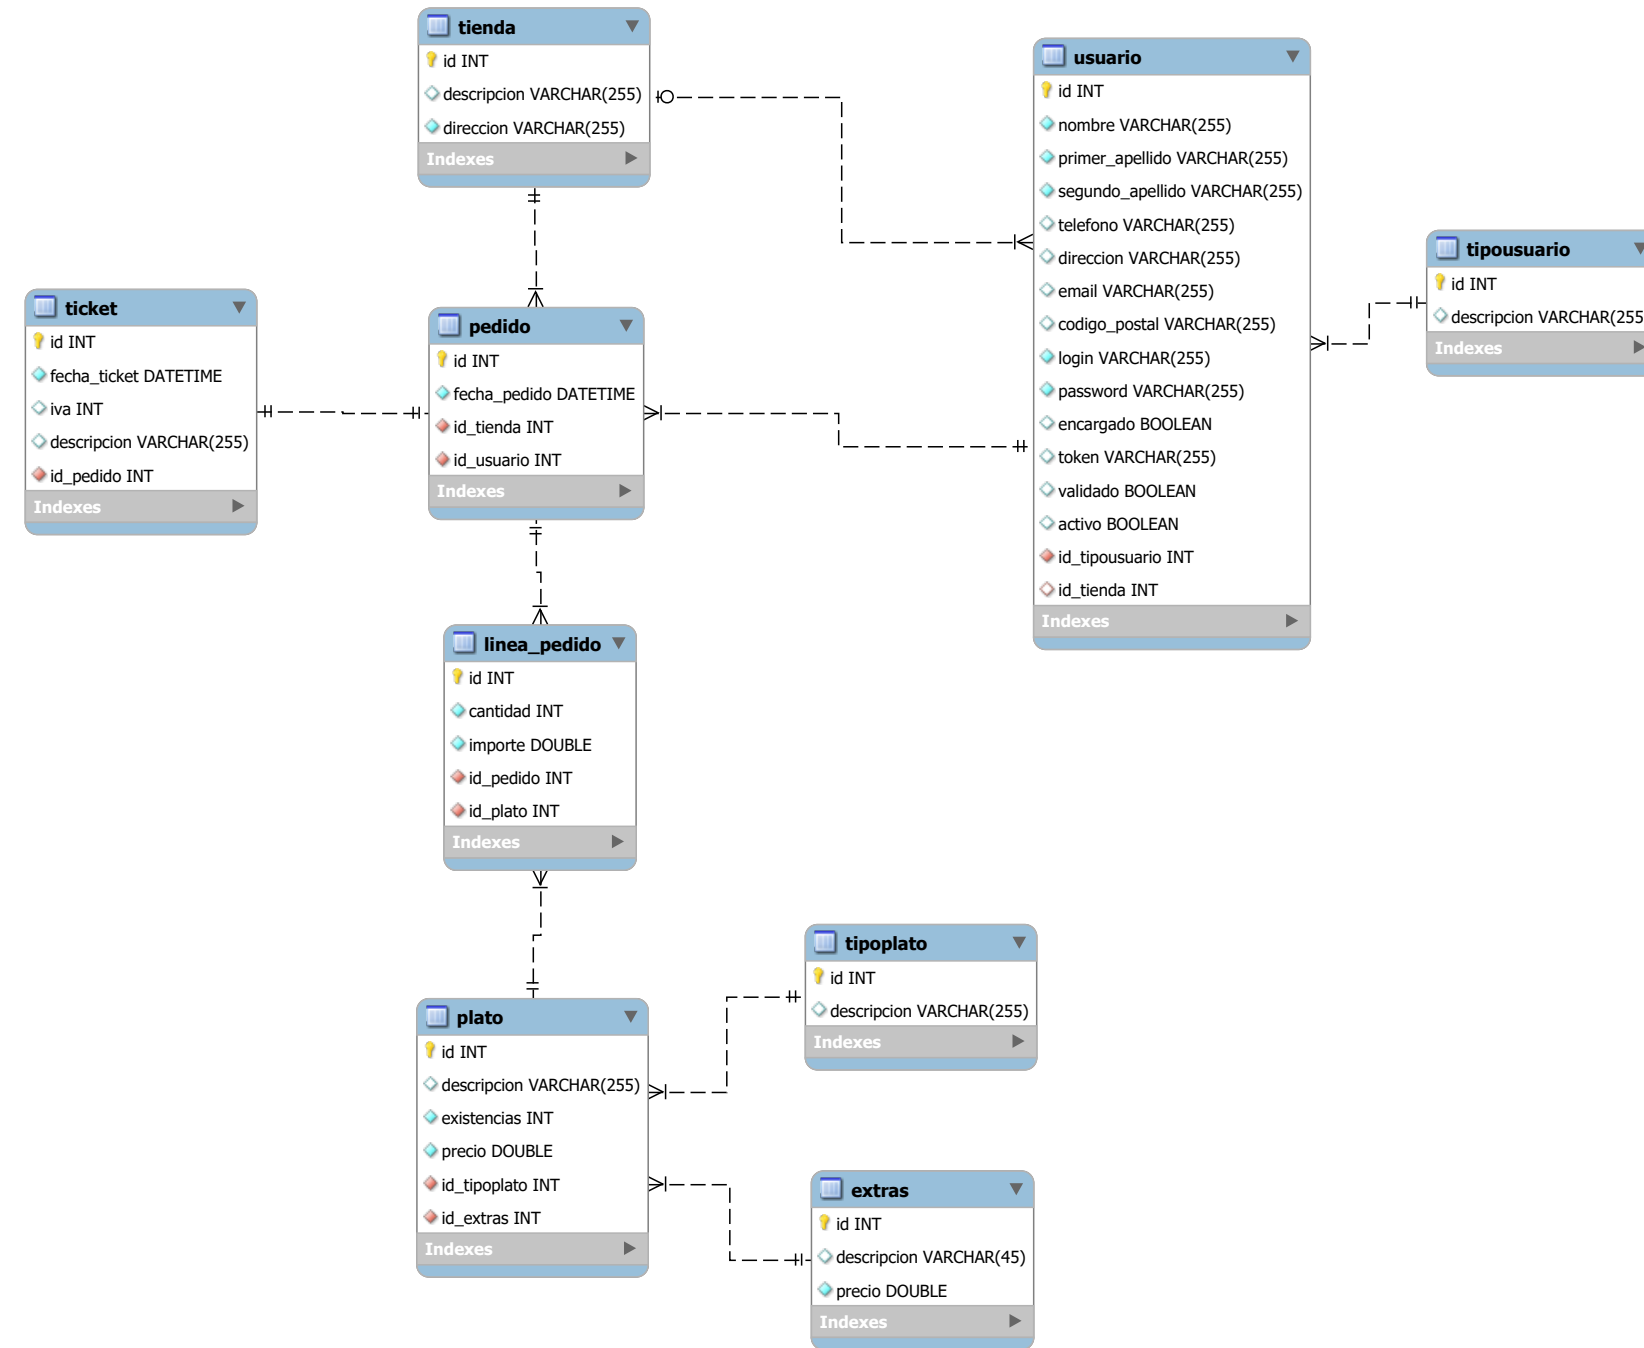 tienda
id INT
descripcion VARCHAR(255)
direccion VARCHAR(255)
Indexes
usuario
id INT
nombre VARCHAR(255)
primer_apellido VARCHAR(255)
segundo_apellido VARCHAR(255)
telefono VARCHAR(255)
direccion VARCHAR(255)
email VARCHAR(255)
codigo_postal VARCHAR(255)
login VARCHAR(255)
password VARCHAR(255)
encargado BOOLEAN
token VARCHAR(255)
validado BOOLEAN
activo BOOLEAN
id_tipousuario INT
id_tienda INT
Indexes
tipousuario
id INT
descripcion VARCHAR(255
Indexes
ticket
id INT
fecha_ticket DATETIME
iva INT
descripcion VARCHAR(255)
id_pedido INT
Indexes
pedido
id INT
fecha_pedido DATETIME
id_tienda INT
id_usuario INT
Indexes
linea_pedido
id INT
cantidad INT
importe DOUBLE
id_pedido INT
id_plato INT
Indexes
tipoplato
id INT
descripcion VARCHAR(255)
Indexes
plato
id INT
descripcion VARCHAR(255)
existencias INT
precio DOUBLE
id_tipoplato INT
id_extras INT
Indexes
extras
id INT
descripcion VARCHAR(45)
precio DOUBLE
Indexes